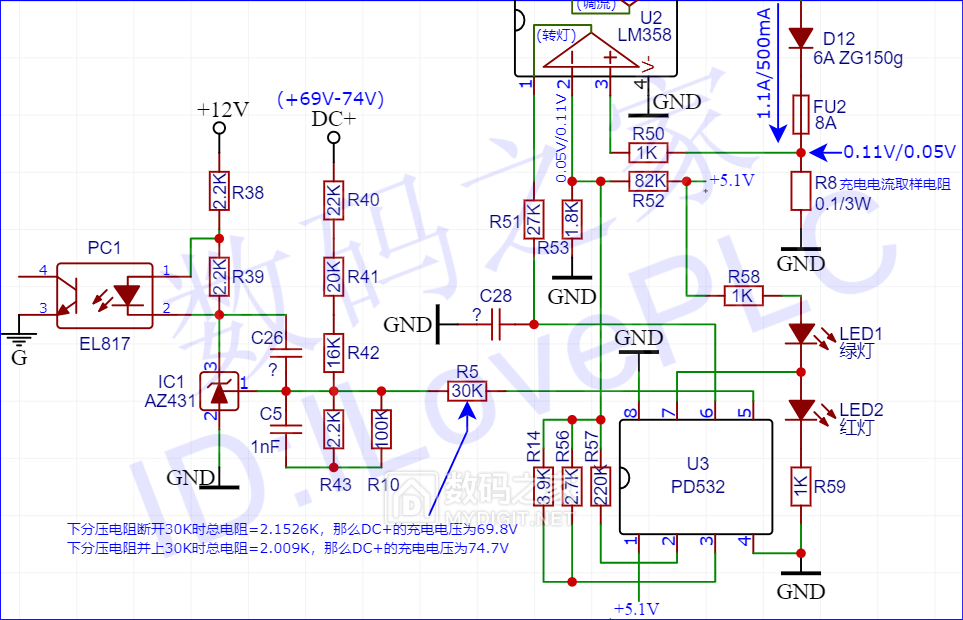 (调流)
U2
LM358
(转灯)
V-
1
2
3
4
GND
0.05V/0.11V
1.1A/500mA
D12
6A ZG150g
FU2
8A
0.11V/0.05V
R8 充电电流取样电阻
0.1/3W
GND
R50
1K
82K
R52
+5.1V
R51
27K
1.8K
R53
GND
+12V
(+69V-74V)
DC+
2.2K
R38
22K
R40
PC1
4
3
1
2
EL817
G
2.2K
R39
20K
R41
C28
?
GND
16K
R42
C26
?
IC1
AZ431
3
1
2
C5
1nF
GND
2.2K
R43
100K
R10
R5
30K
R58
1K
LED1
绿灯
LED2
红灯
GND
8
7
6
5
U3
PD532
1
2
3
4
R14
3.9K
R56
2.7K
R57
220K
1K
R59
GND
+5.1V
下分压电阻断开30K时总电阻=2.1526K，那么DC+的充电电压为69.8V
下分压电阻并上30K时总电阻=2.009K，那么DC+的充电电压为74.7V
数码之家
ID:ILovePLC
数码之家
MYDIGIT.NET